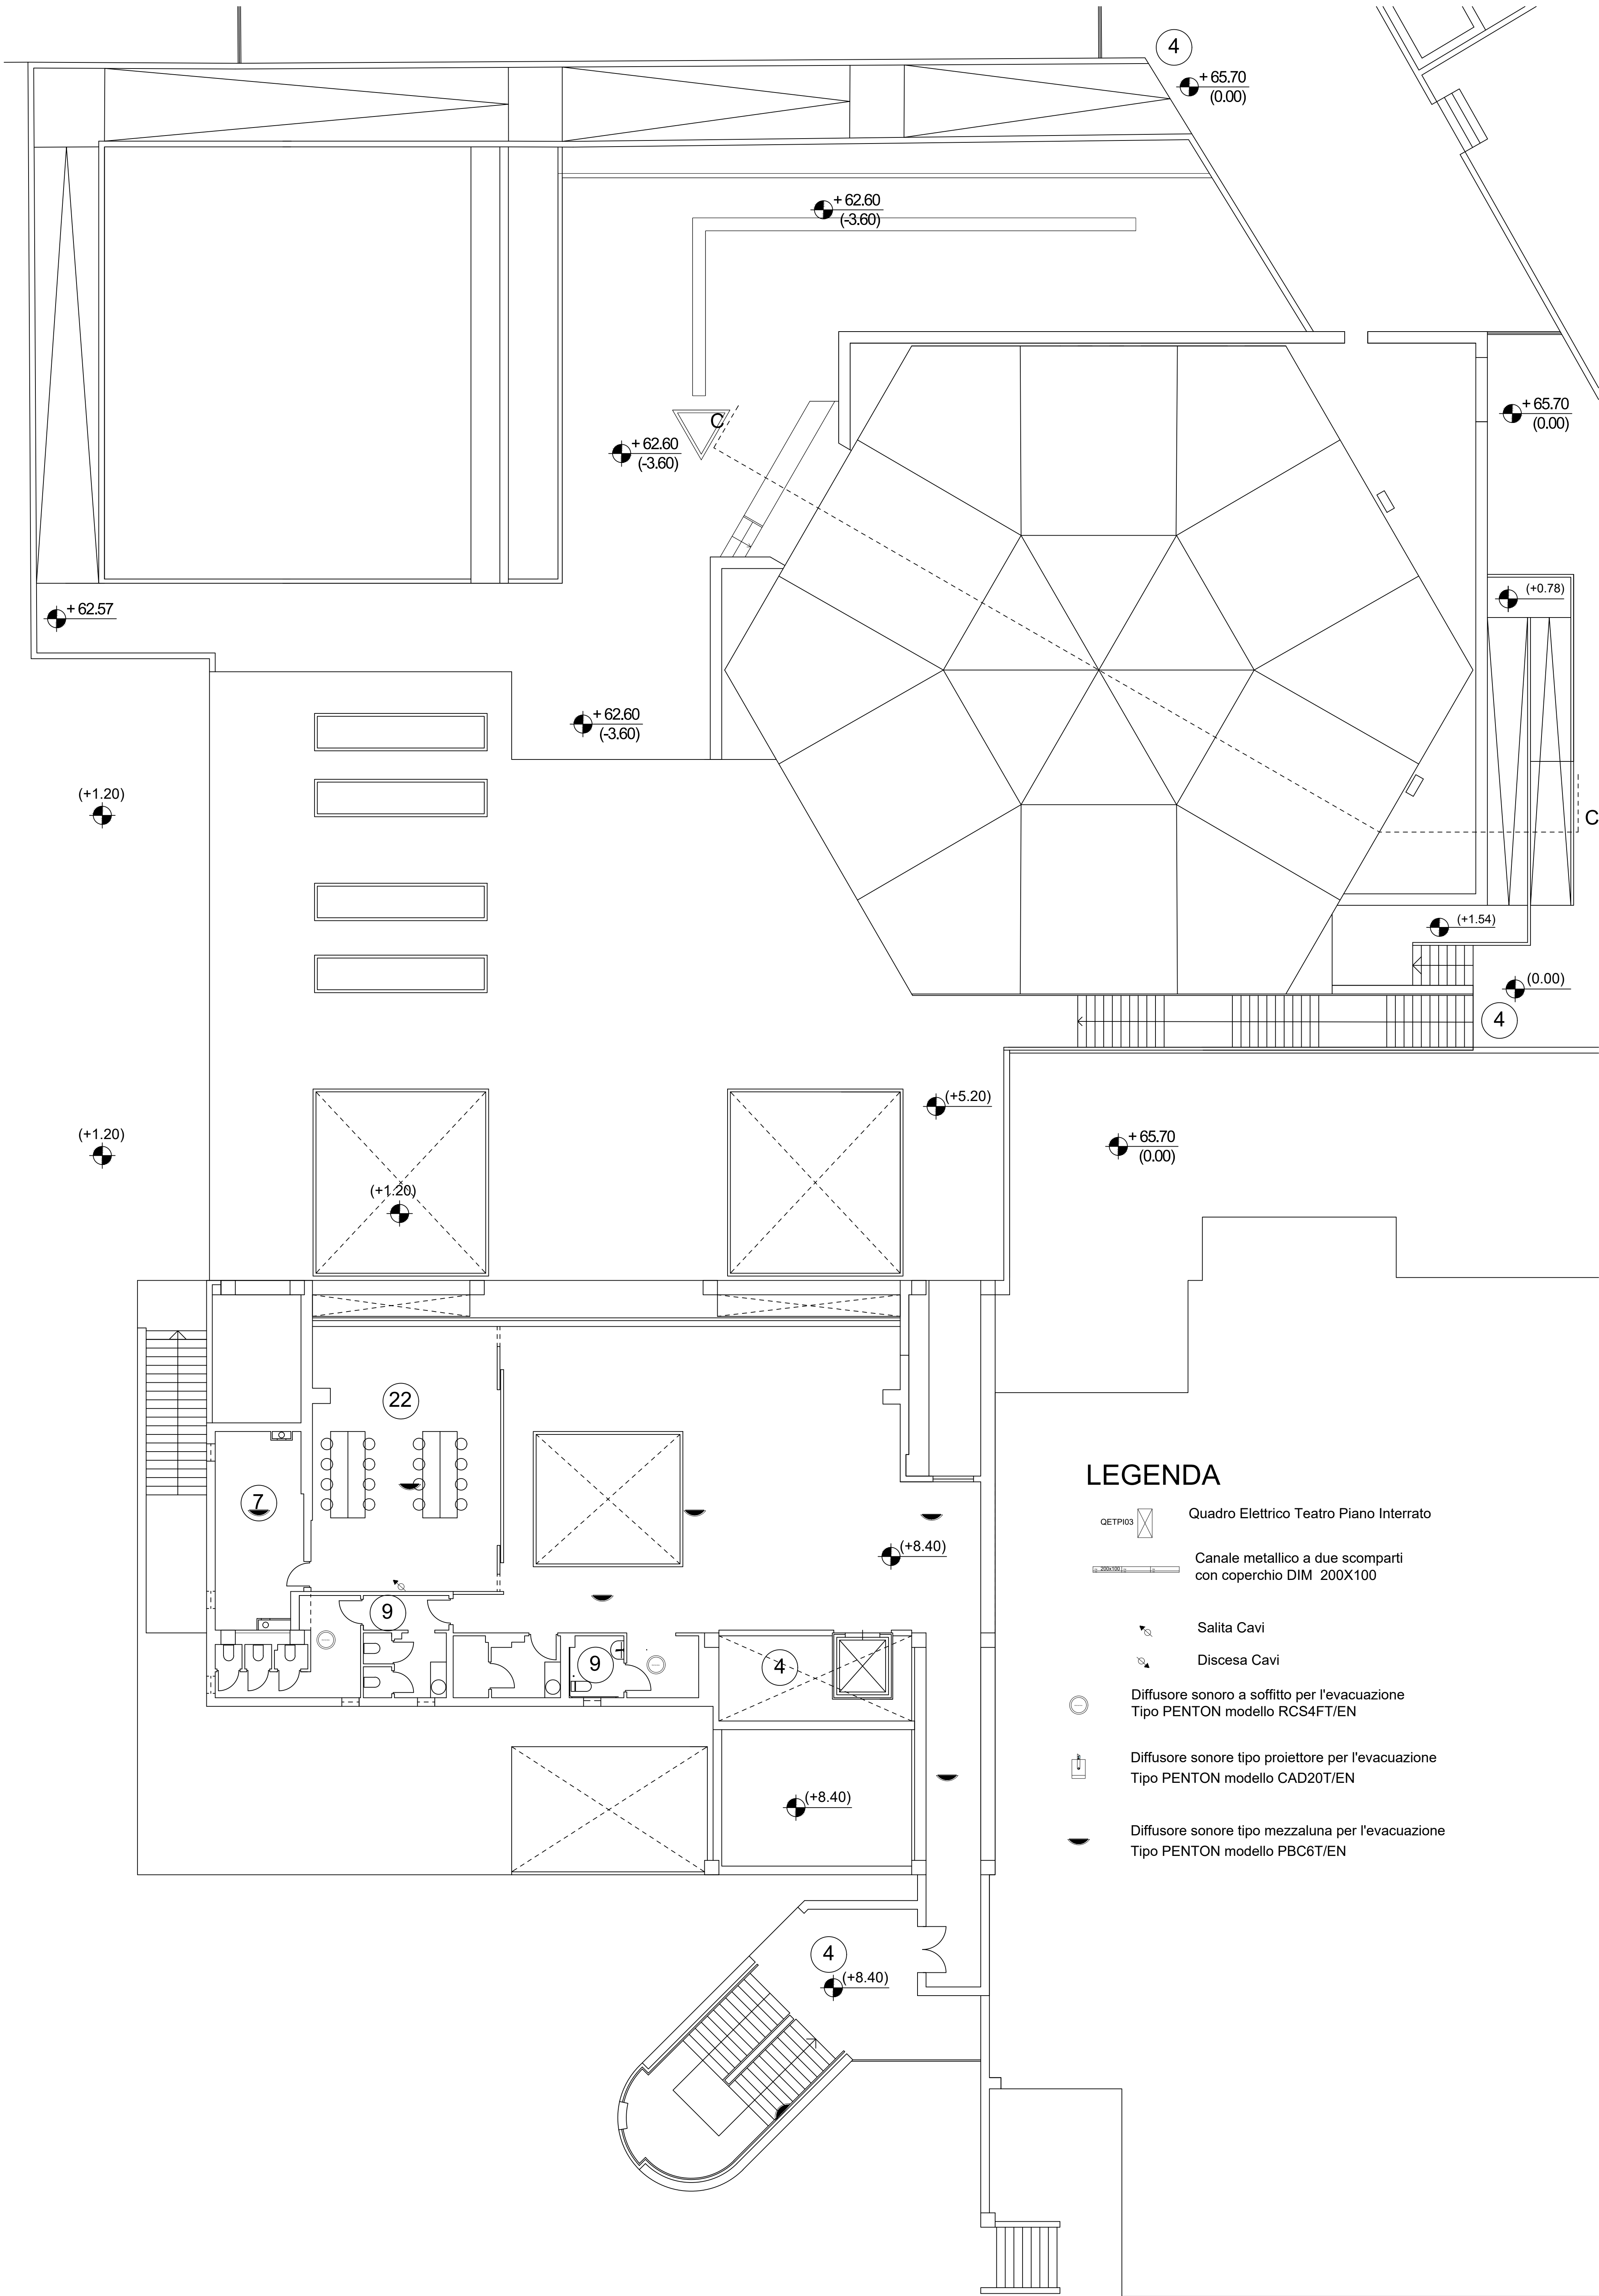 4
+ 65.70
(0.00)
+ 62.60
(-3.60)
C
+ 62.60
(-3.60)
+ 65.70
(0.00)
(+0.78)
+ 62.57
+ 62.60
(-3.60)
(+1.20)
C
(+1.54)
(0.00)
4
(+5.20)
(+1.20)
+ 65.70
(0.00)
(+1.20)
22
7
(+8.40)
9
9
4
(+8.40)
4
(+8.40)
LEGENDA
QETPI03
Quadro Elettrico Teatro Piano Interrato
200x100
Canale metallico a due scomparti
con coperchio DIM 200X100
Salita Cavi
Discesa Cavi
Diffusore sonoro a soffitto per l'evacuazione
Tipo PENTON modello RCS4FT/EN
Diffusore sonore tipo proiettore per l'evacuazione
Tipo PENTON modello CAD20T/EN
Diffusore sonore tipo mezzaluna per l'evacuazione
Tipo PENTON modello PBC6T/EN